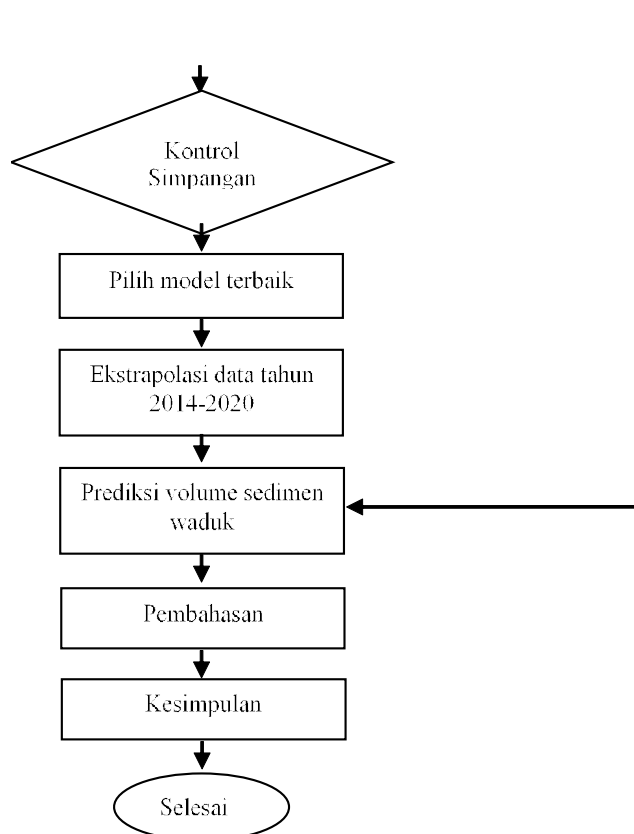 Kontrol
Simpangan
Pilih model terbaik
Ekstrapolasi data tahun
2014-2020
Prediksi volume sedimen
waduk
Pembahasan
Kesimpulan
Selesai